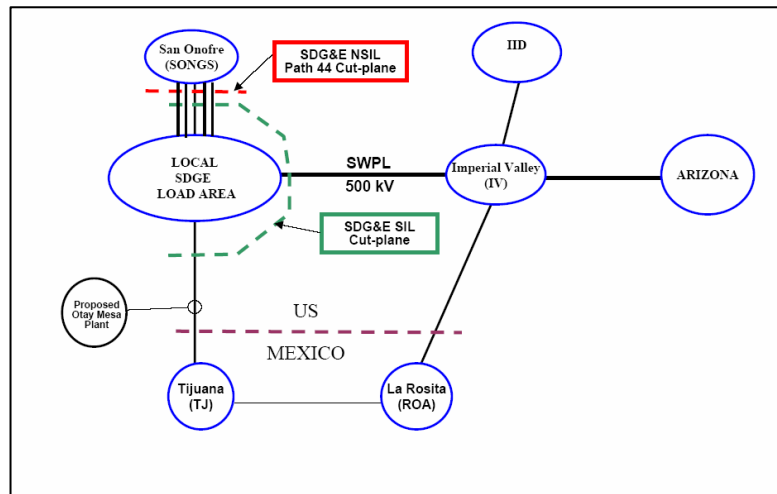 San Onofre
(SONGS)
SDG&E NSIL
Path 44 Cut-plane
IID
LOCAL
SDGE
LOAD AREA
SWPL
500 kV
Imperial Valley
(IV)
ARIZONA
SDG&E SIL
Cut-plane
Proposed
Otay Mesa
Plant
US
MEXICO
Tijuana
(TJ)
La Rosita
(ROA)